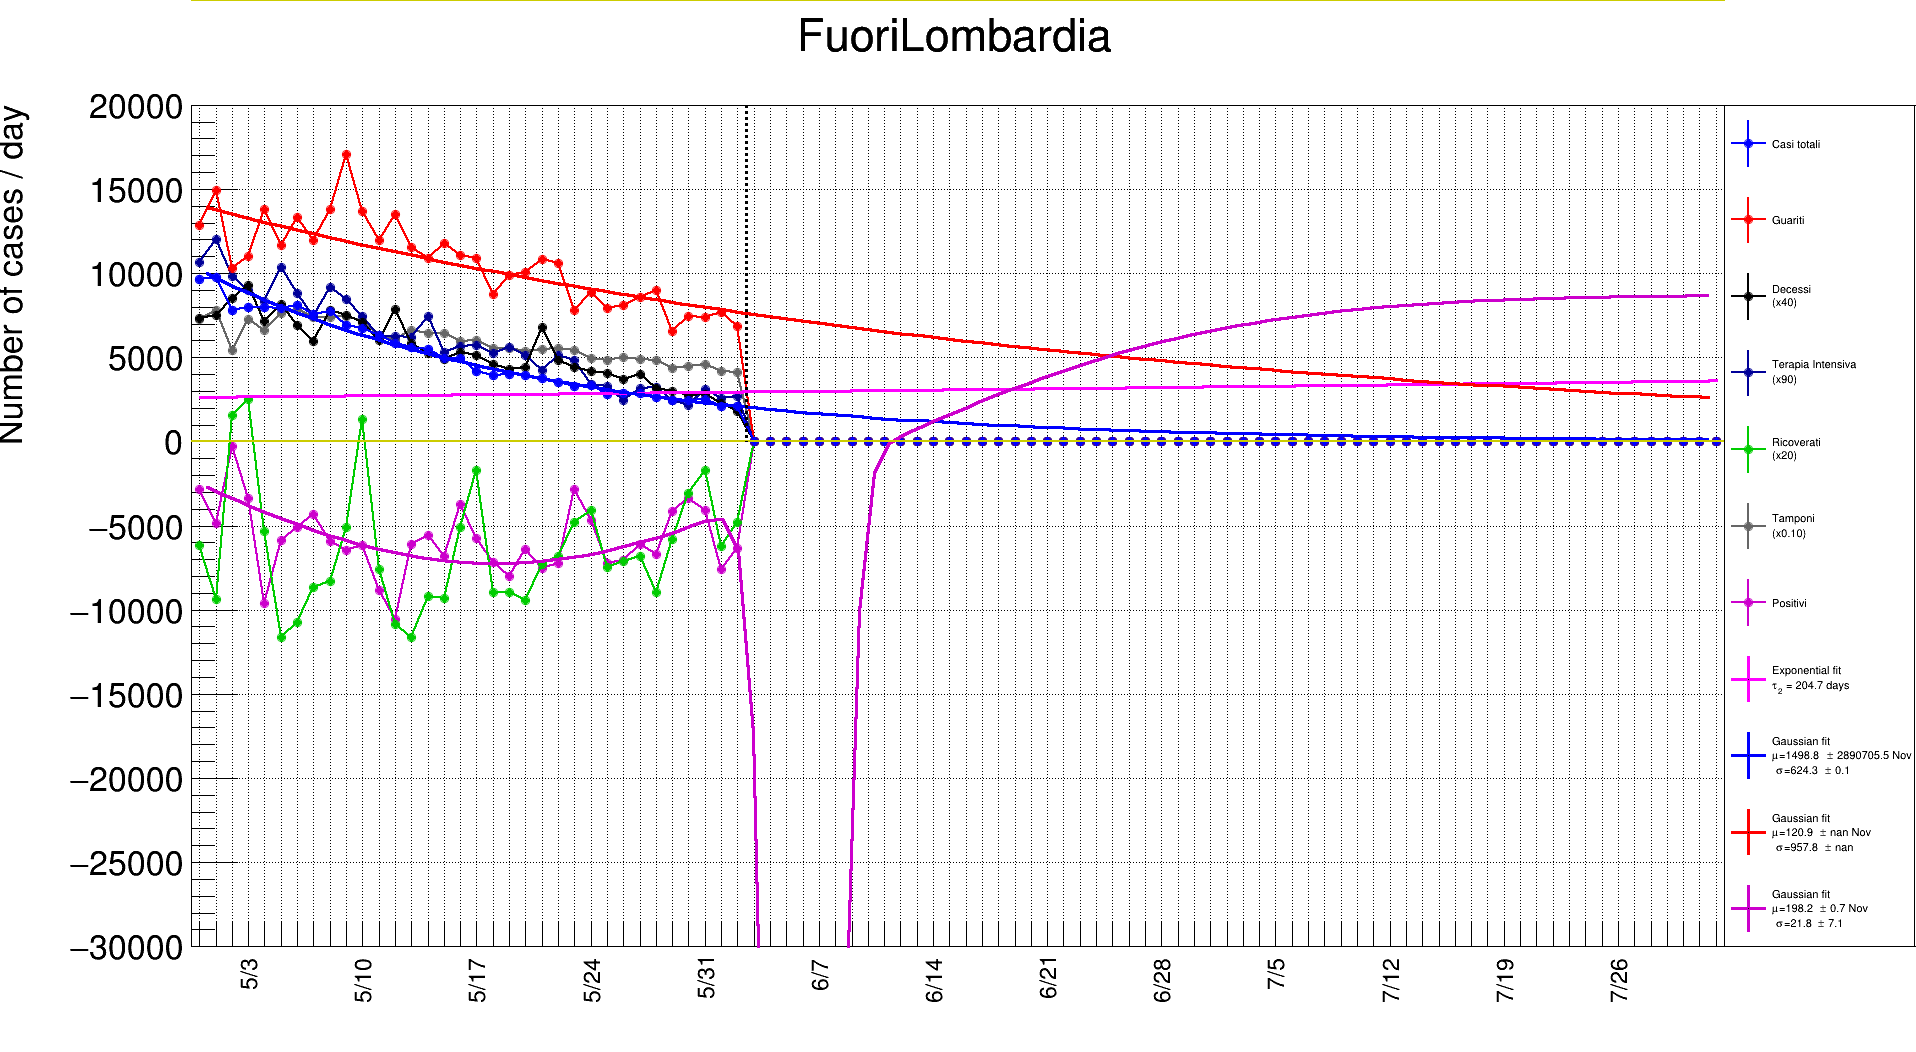 FuoriLombardia
Number of cases / day
20000
15000
10000
5000
0
−5000
−10000
−15000
−20000
−25000
−30000
5/3
5/10
5/17
5/24
5/31
6/7
6/14
6/21
6/28
7/5
7/12
7/19
7/26
Casi totali
Guariti
Decessi
(x40)
Terapia Intensiva
(x90)
Ricoverati
(x20)
Tamponi
(x0.10)
Positivi
Exponential fit
τ2 = 204.7 days
Gaussian fit
μ=1498.8 ± 2890705.5 Nov
σ=624.3 ± 0.1
Gaussian fit
μ=120.9 ± nan Nov
σ=957.8 ± nan
Gaussian fit
μ=198.2 ± 0.7 Nov
σ=21.8 ± 7.1